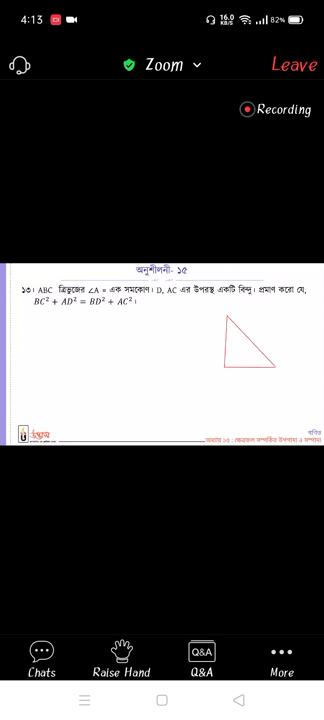 4:13
16.0
KB/S
82%
Zoom
Leave
Recording
অনুশীলনী- ১৫
১৩। ABC ত্রিভুজের ∠A = এক সমকোণ। D, AC এর উপরস্থ একটি বিন্দু। প্রমাণ করো যে,
BC² + AD² = BD² + AC²।
উদ্ভাস
গণিত
অধ্যায় ১৫ : ক্ষেত্রফল সম্পর্কিত উপপাদ্য ও সম্পাদ্য
Chats
Raise Hand
Q&A
Q&A
More